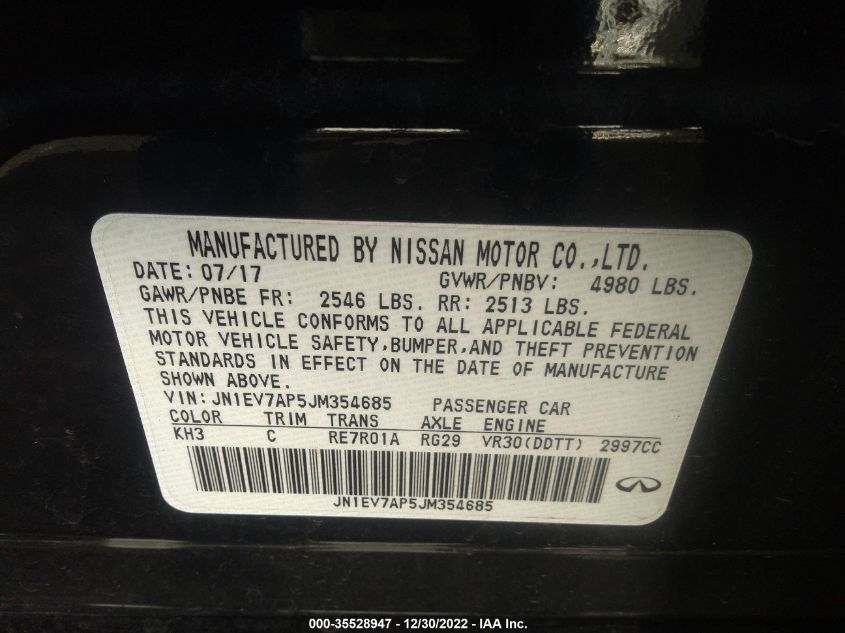 MANUFACTURED BY NISSAN MOTOR CO.,LTD.
DATE: 07/17 GVWR/PNBV: 4980 LBS.
GAWR/PNBE FR: 2546 LBS. RR: 2513 LBS.
THIS VEHICLE CONFORMS TO ALL APPLICABLE FEDERAL
MOTOR VEHICLE SAFETY,BUMPER,AND THEFT PREVENTION
STANDARDS IN EFFECT ON THE DATE OF MANUFACTURE
SHOWN ABOVE.
VIN: JN1EV7AP5JM354685 PASSENGER CAR
COLOR TRIM TRANS AXLE ENGINE
KH3 C RE7R01A RG29 VR30(DDTT) 2997CC
JN1EV7AP5JM354685
000-35528947 - 12/30/2022 - IAA Inc.